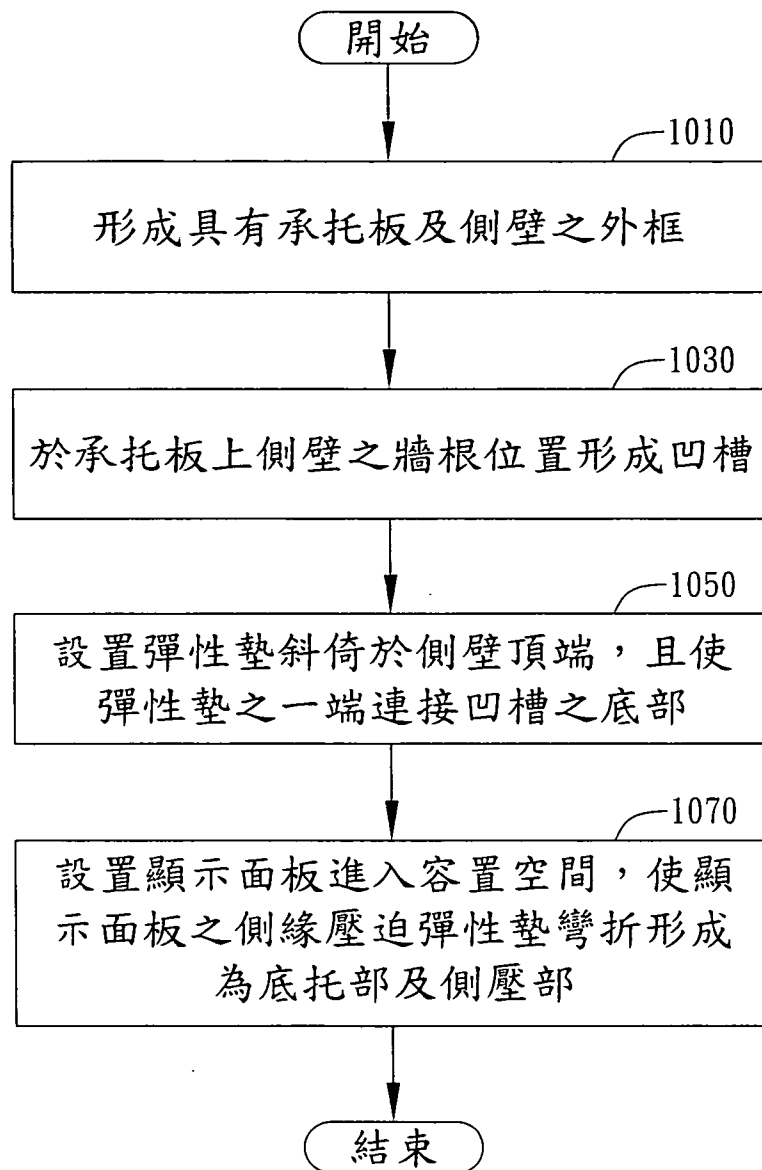 開始
1010
形成具有承托板及側壁之外框
1030
於承托板上側壁之牆根位置形成凹槽
1050
設置彈性墊斜倚於側壁頂端，且使
彈性墊之一端連接凹槽之底部
1070
設置顯示面板進入容置空間，使顯
示面板之側緣壓迫彈性墊彎折形成
為底托部及側壓部
結束